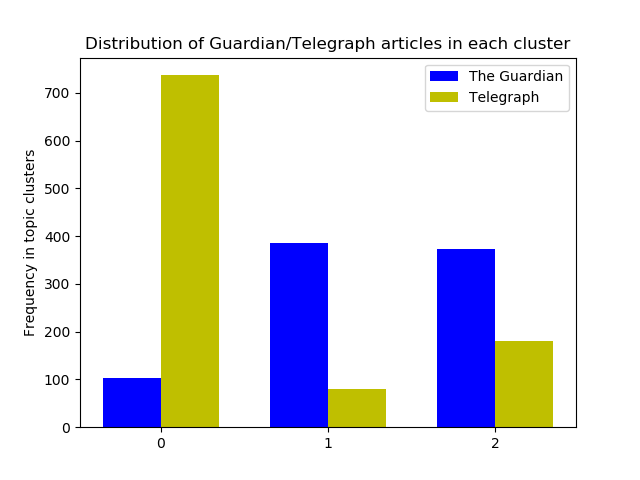 Distribution of Guardian/Telegraph articles in each cluster
The Guardian
Telegraph
Frequency in topic clusters
700
600
500
400
300
200
100
0
0 1 2